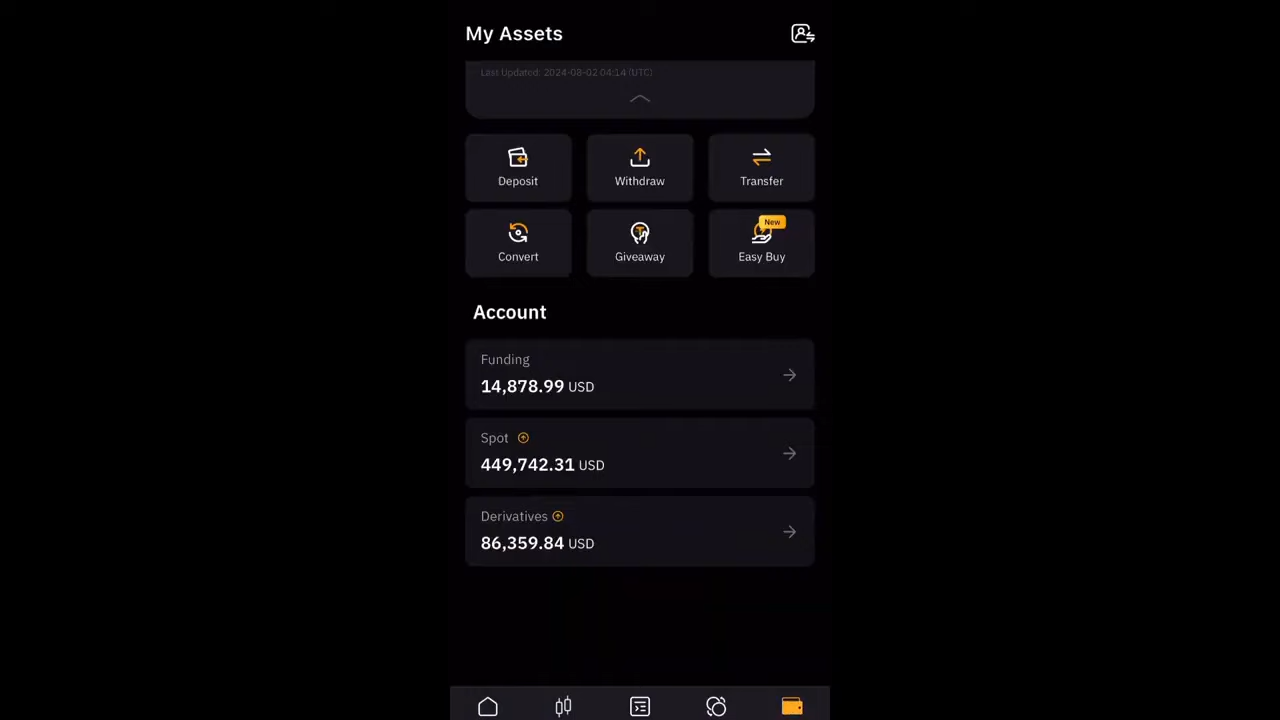 My Assets
Last Updated: 2024-08-02 04:14 (UTC)
Deposit
Withdraw
Transfer
New
Convert
Giveaway
Easy Buy
Account
Funding
14,878.99 USD
Spot
449,742.31 USD
Derivatives
86,359.84 USD